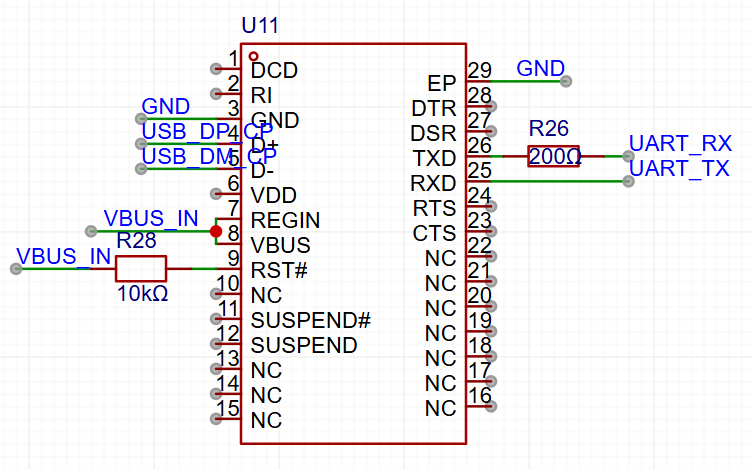 U11
1 DCD
2 RI
GND 3 GND
USB_DP_CP 4 D+
USB_DM_CP 5 D-
6 VDD
7 REGIN
VBUS_IN
8 VBUS
VBUS_IN R28 10kΩ 9 RST#
10 NC
11 SUSPEND#
12 SUSPEND
13 NC
14 NC
15 NC
EP 29 GND
DTR 28
DSR 27
TXD 26 R26 200Ω UART_RX
RXD 25 UART_TX
RTS 24
CTS 23
NC 22
NC 21
NC 20
NC 19
NC 18
NC 17
NC 16